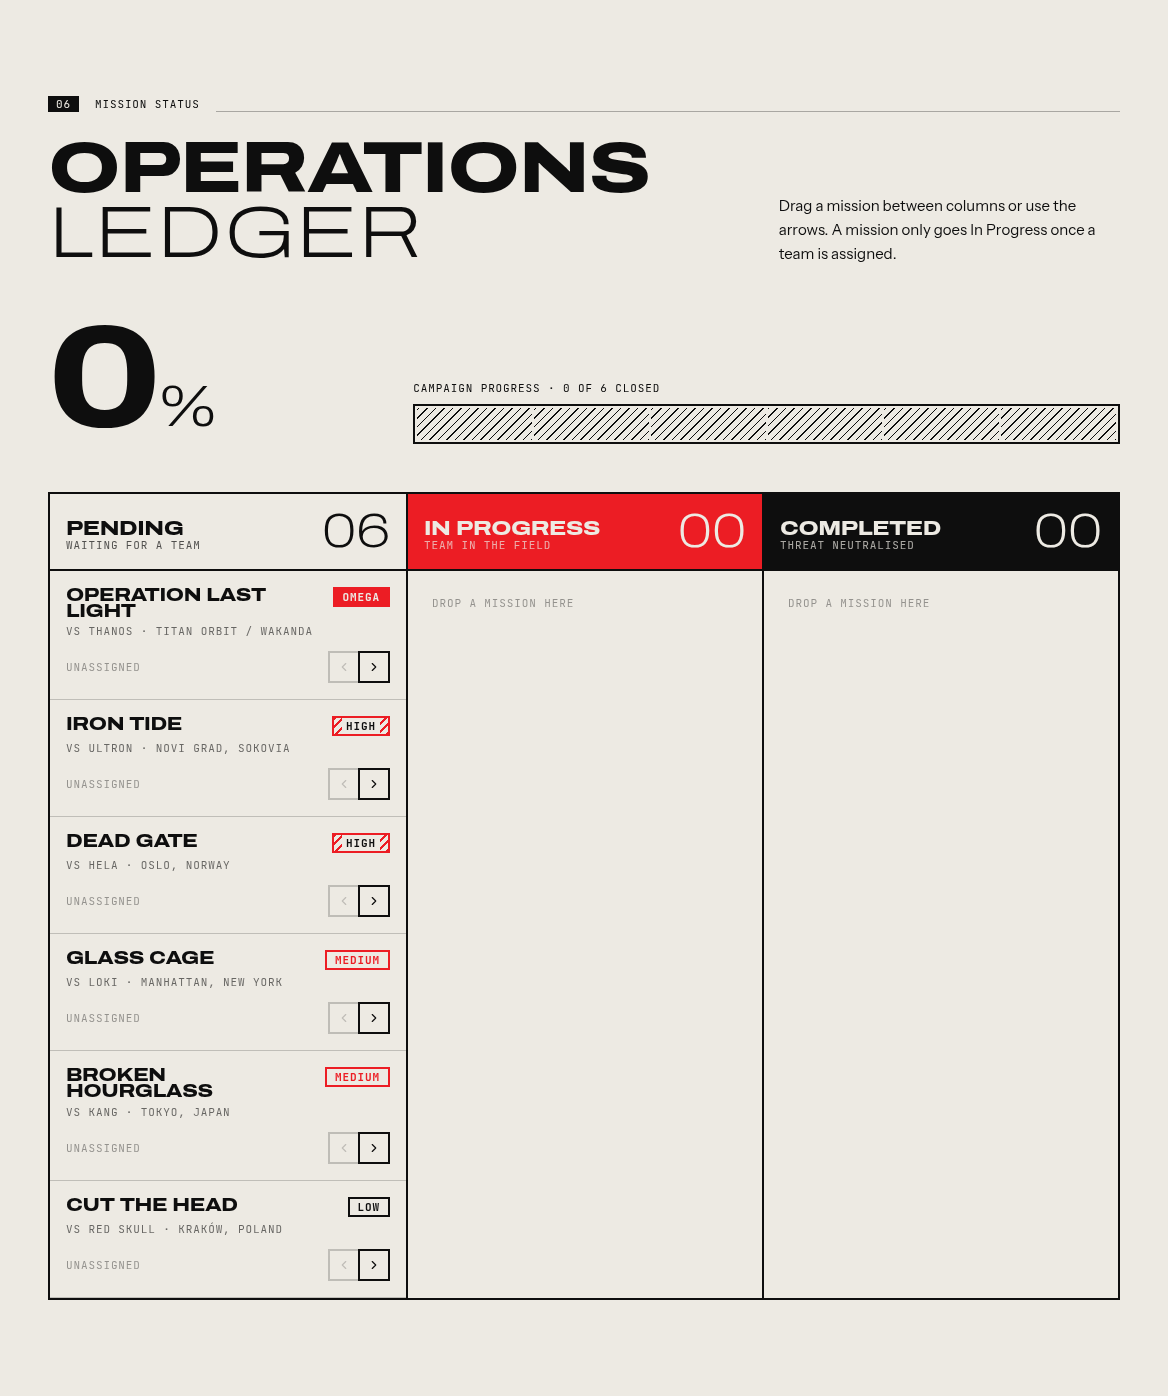 06 MISSION STATUS
OPERATIONS
LEDGER
Drag a mission between columns or use the
arrows. A mission only goes In Progress once a
team is assigned.
0%
CAMPAIGN PROGRESS · 0 OF 6 CLOSED
PENDING
WAITING FOR A TEAM
06
IN PROGRESS
TEAM IN THE FIELD
00
COMPLETED
THREAT NEUTRALISED
00
OPERATION LAST
LIGHT
OMEGA
VS THANOS · TITAN ORBIT / WAKANDA
UNASSIGNED
‹ ›
IRON TIDE
HIGH
VS ULTRON · NOVI GRAD, SOKOVIA
UNASSIGNED
‹ ›
DEAD GATE
HIGH
VS HELA · OSLO, NORWAY
UNASSIGNED
‹ ›
GLASS CAGE
MEDIUM
VS LOKI · MANHATTAN, NEW YORK
UNASSIGNED
‹ ›
BROKEN
HOURGLASS
MEDIUM
VS KANG · TOKYO, JAPAN
UNASSIGNED
‹ ›
CUT THE HEAD
LOW
VS RED SKULL · KRAKÓW, POLAND
UNASSIGNED
‹ ›
DROP A MISSION HERE
DROP A MISSION HERE